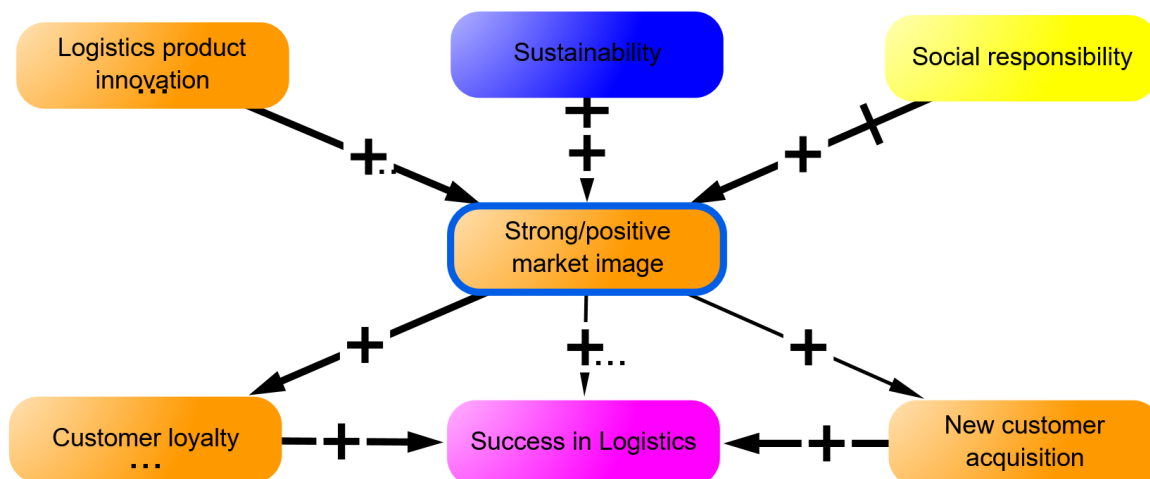 Logistics product
innovation
...
Sustainability
Social responsibility
+
+
+
+
...
Strong/positive
market image
+
+
...
+
Customer loyalty
...
+
Success in Logistics
+
New customer
acquisition